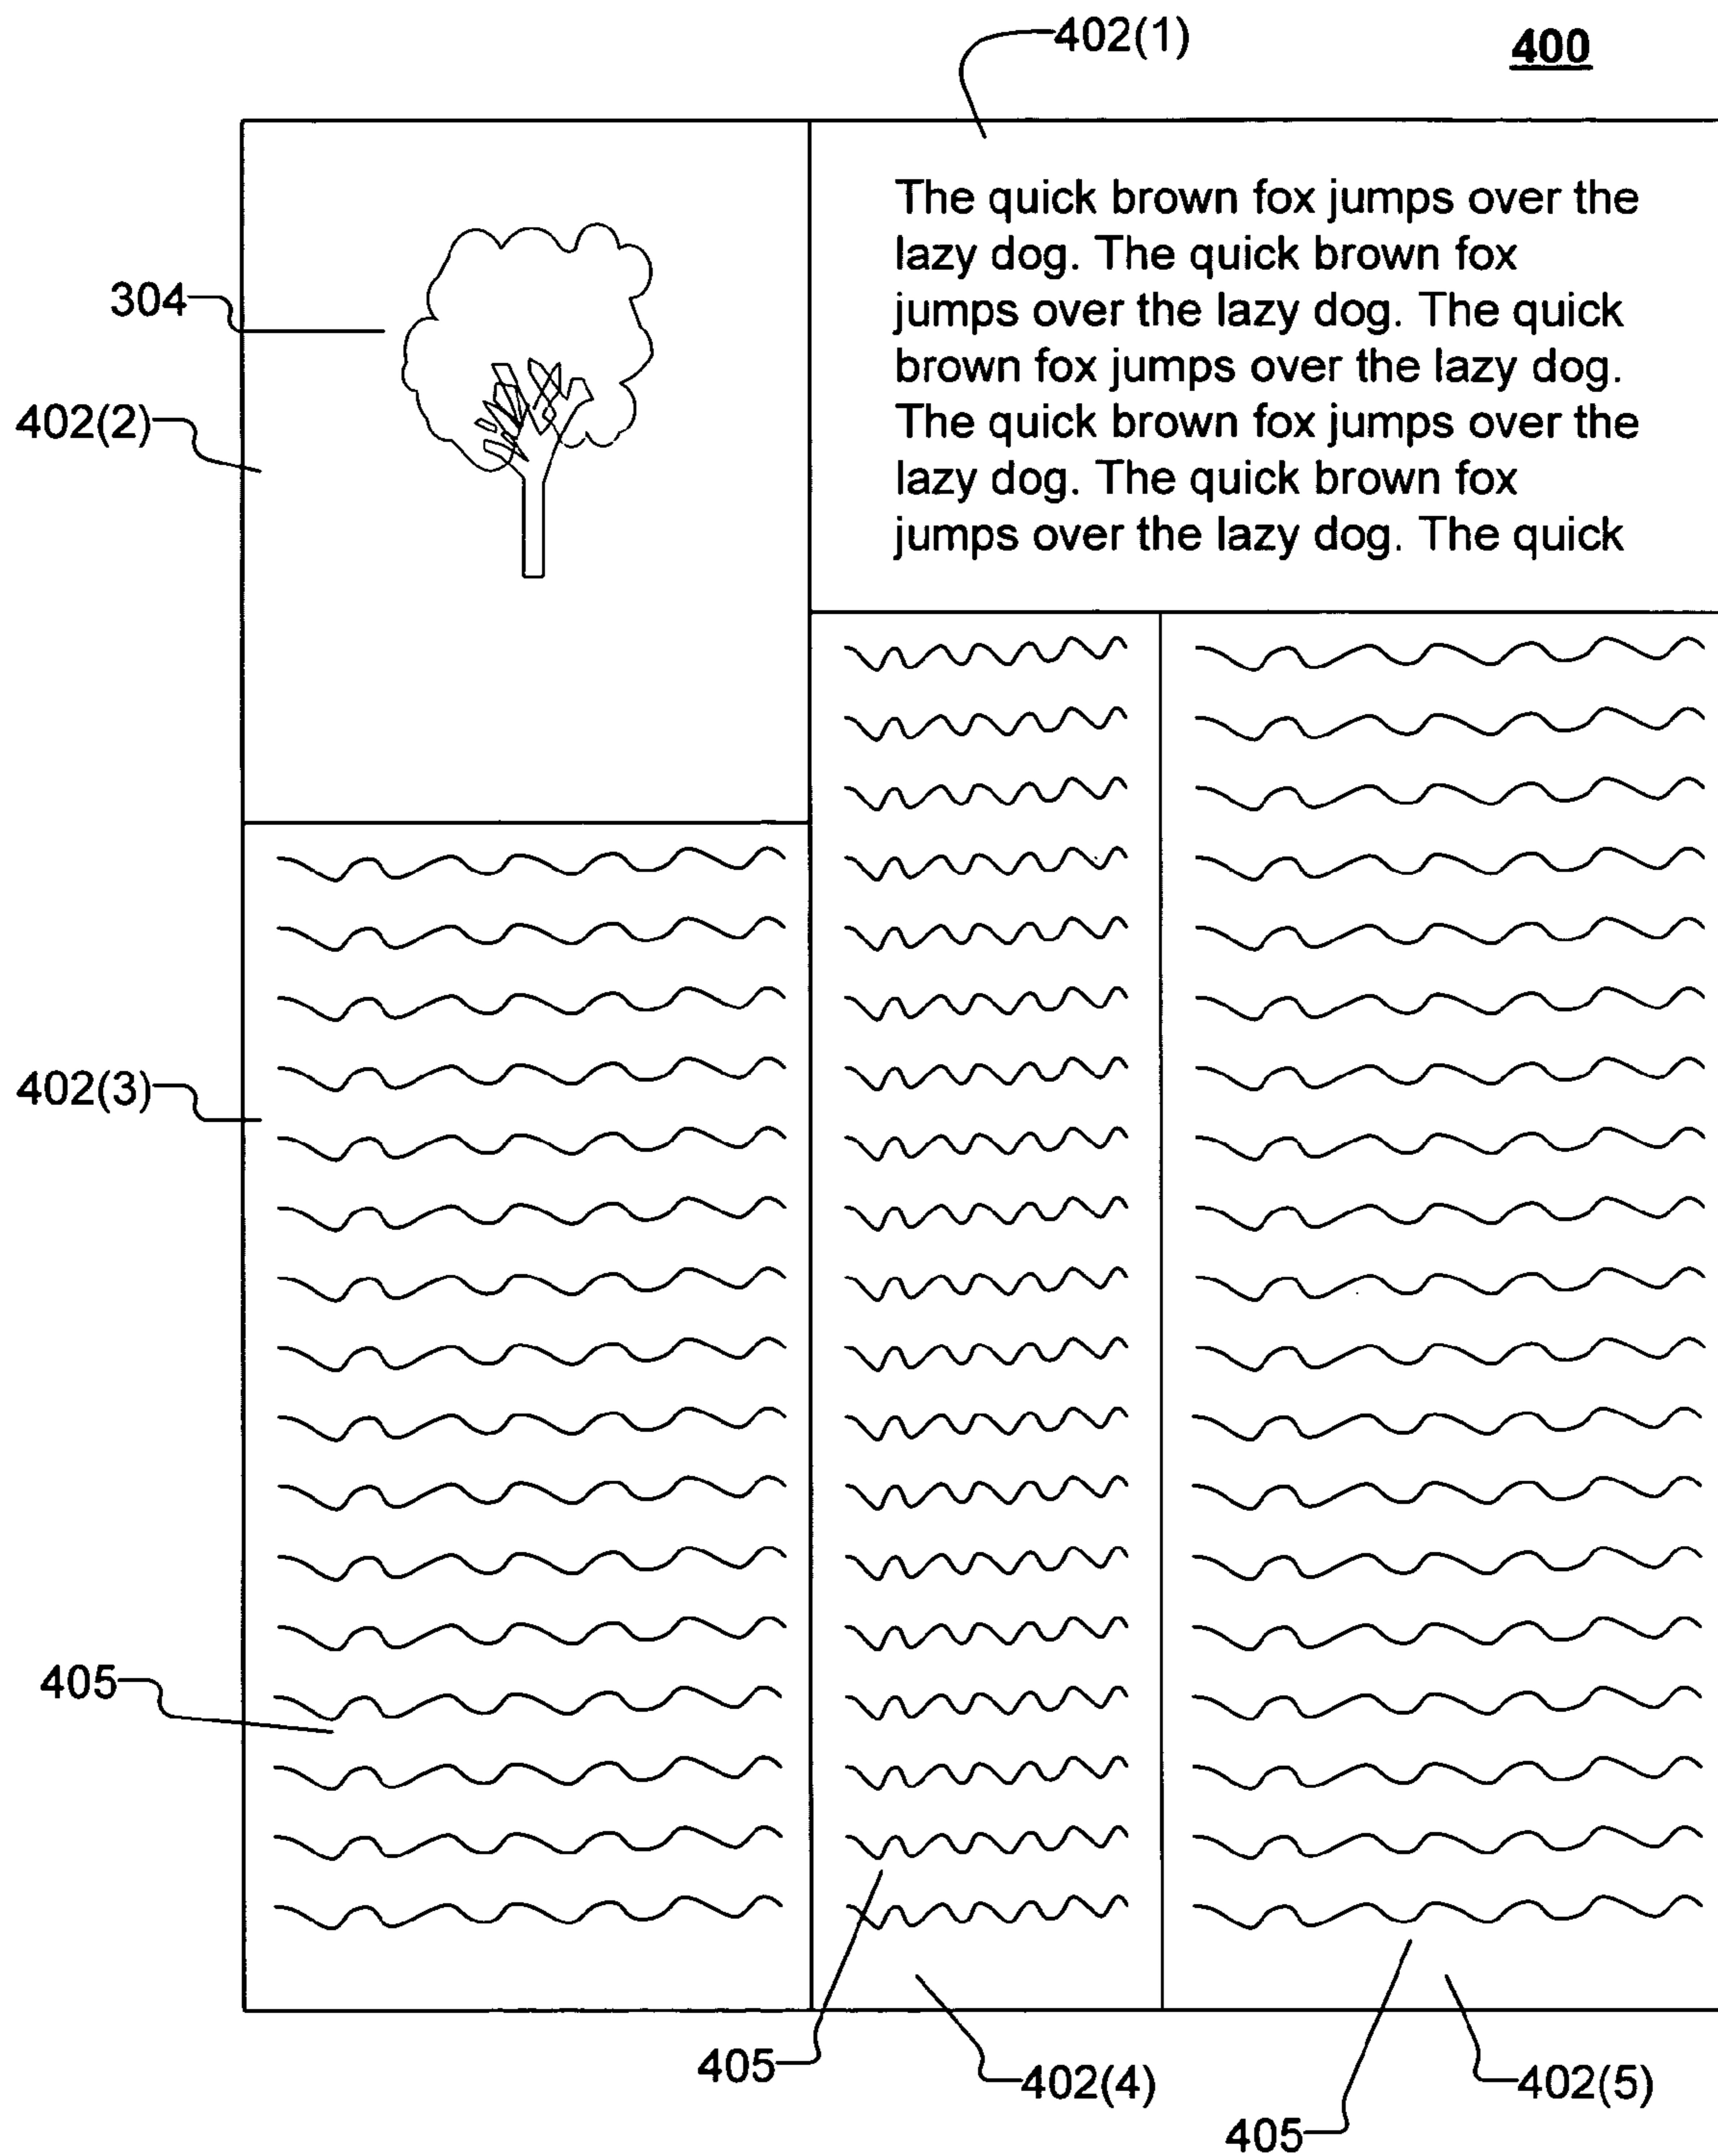 402(1)
400
The quick brown fox jumps over the
lazy dog. The quick brown fox
jumps over the lazy dog. The quick
brown fox jumps over the lazy dog.
The quick brown fox jumps over the
lazy dog. The quick brown fox
jumps over the lazy dog. The quick
304
402(2)
402(3)
405
405
402(4)
402(5)
405